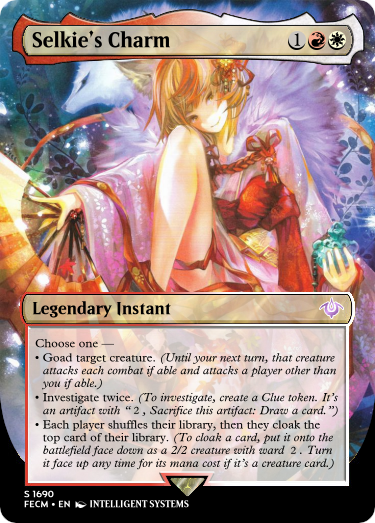 Selkie's Charm 1
Legendary Instant
Choose one —
• Goad target creature. (Until your next turn, that creature
attacks each combat if able and attacks a player other than
you if able.)
• Investigate twice. (To investigate, create a Clue token. It's
an artifact with “2, Sacrifice this artifact: Draw a card.”)
• Each player shuffles their library, then they cloak the
top card of their library. (To cloak a card, put it onto the
battlefield face down as a 2/2 creature with ward 2. Turn
it face up any time for its mana cost if it's a creature card.)
S 1690
FECM • EN INTELLIGENT SYSTEMS